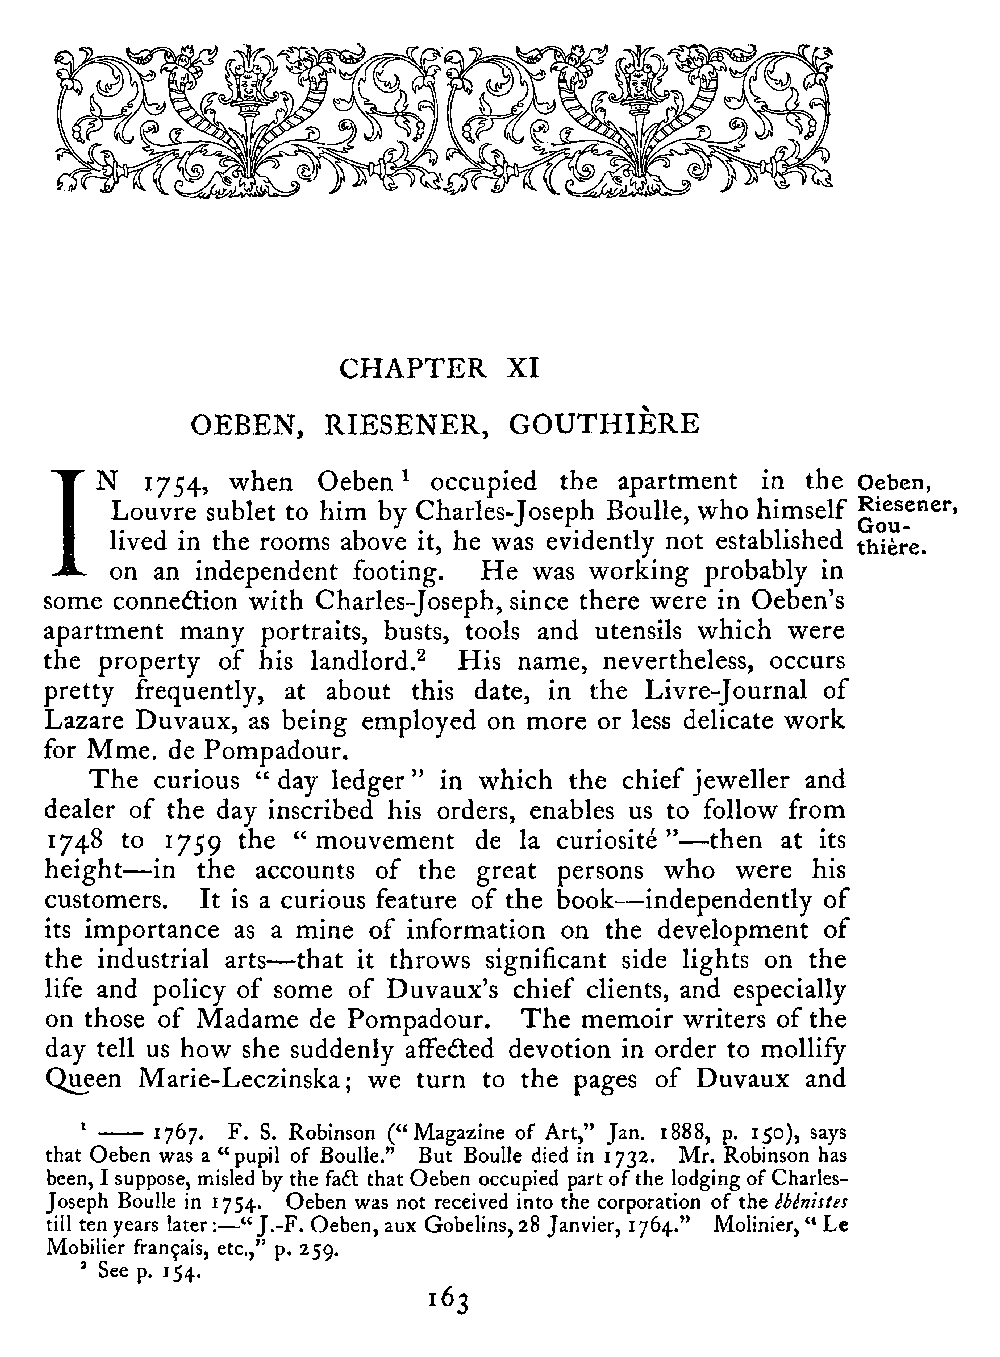 CHAPTER XI
OEBEN, RIESENER, GOUTHIÈRE
IN 1754, when Oeben ¹ occupied the apartment in the
Louvre sublet to him by Charles-Joseph Boulle, who himself
lived in the rooms above it, he was evidently not established
on an independent footing. He was working probably in
some connection with Charles-Joseph, since there were in Oeben's
apartment many portraits, busts, tools and utensils which were
the property of his landlord.² His name, nevertheless, occurs
pretty frequently, at about this date, in the Livre-Journal of
Lazare Duvaux, as being employed on more or less delicate work
for Mme. de Pompadour.
Oeben,
Riesener,
Gou-
thière.
The curious “ day ledger ” in which the chief jeweller and
dealer of the day inscribed his orders, enables us to follow from
1748 to 1759 the “ mouvement de la curiosité ”—then at its
height—in the accounts of the great persons who were his
customers. It is a curious feature of the book—independently of
its importance as a mine of information on the development of
the industrial arts—that it throws significant side lights on the
life and policy of some of Duvaux's chief clients, and especially
on those of Madame de Pompadour. The memoir writers of the
day tell us how she suddenly affected devotion in order to mollify
Queen Marie-Leczinska; we turn to the pages of Duvaux and
¹ —— 1767. F. S. Robinson (“ Magazine of Art,” Jan. 1888, p. 150), says
that Oeben was a “ pupil of Boulle.” But Boulle died in 1732. Mr. Robinson has
been, I suppose, misled by the fact that Oeben occupied part of the lodging of Charles-
Joseph Boulle in 1754. Oeben was not received into the corporation of the ébénistes
till ten years later :—“ J.-F. Oeben, aux Gobelins, 28 Janvier, 1764.” Molinier, “ Le
Mobilier français, etc.,” p. 259.
² See p. 154.
163